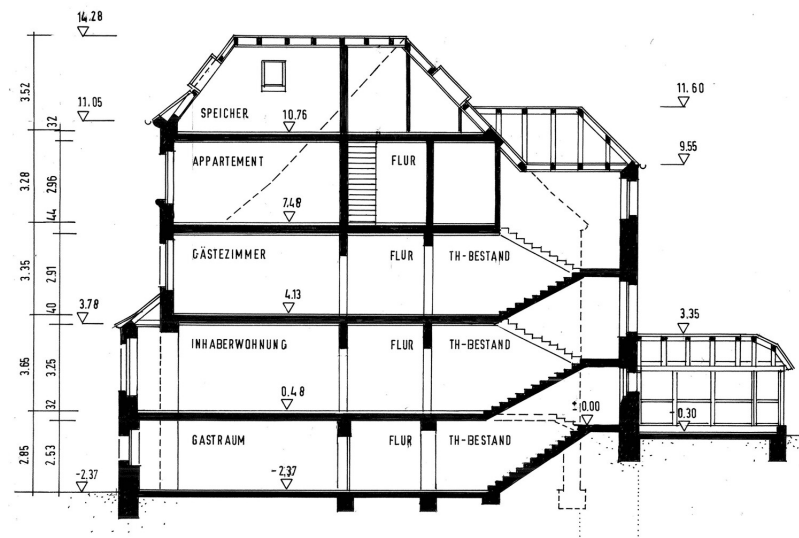 14.28
11.05
11.60
3.52
SPEICHER
10.76
32
9.55
APPARTEMENT
FLUR
3.28
2.96
7.48
44
GÄSTEZIMMER
FLUR
TH-BESTAND
3.35
2.91
4.13
40
3.78
3.35
INHABERWOHNUNG
FLUR
TH-BESTAND
3.65
3.25
0.48
32
± 0.00
- 0.30
GASTRAUM
FLUR
TH-BESTAND
2.85
2.53
-2.37
-2.37